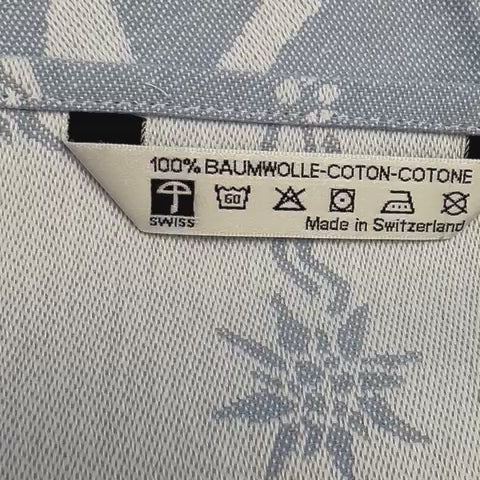 100% BAUMWOLLE-COTON-COTONE
SWISS
60
Made in Switzerland